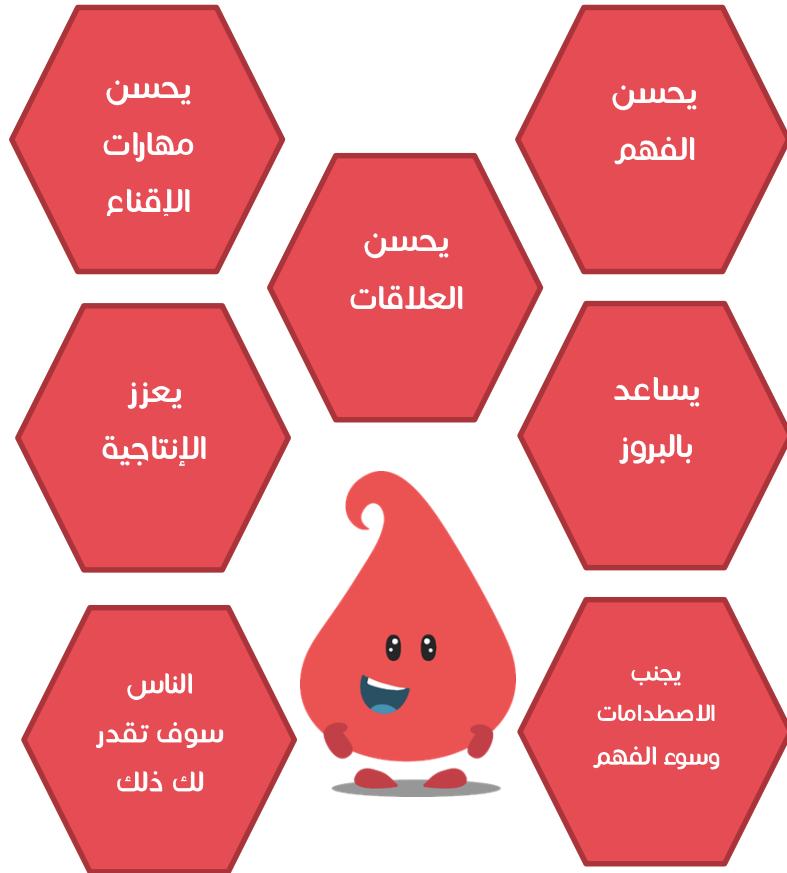 يحسن
الفهم
يحسن
مهارات
الإقناع
يحسن
العلاقات
يساعد
بالبروز
يعزز
الإنتاجية
يجنب
الاصطدامات
وسوء الفهم
الناس
سوف تقدر
لك ذلك